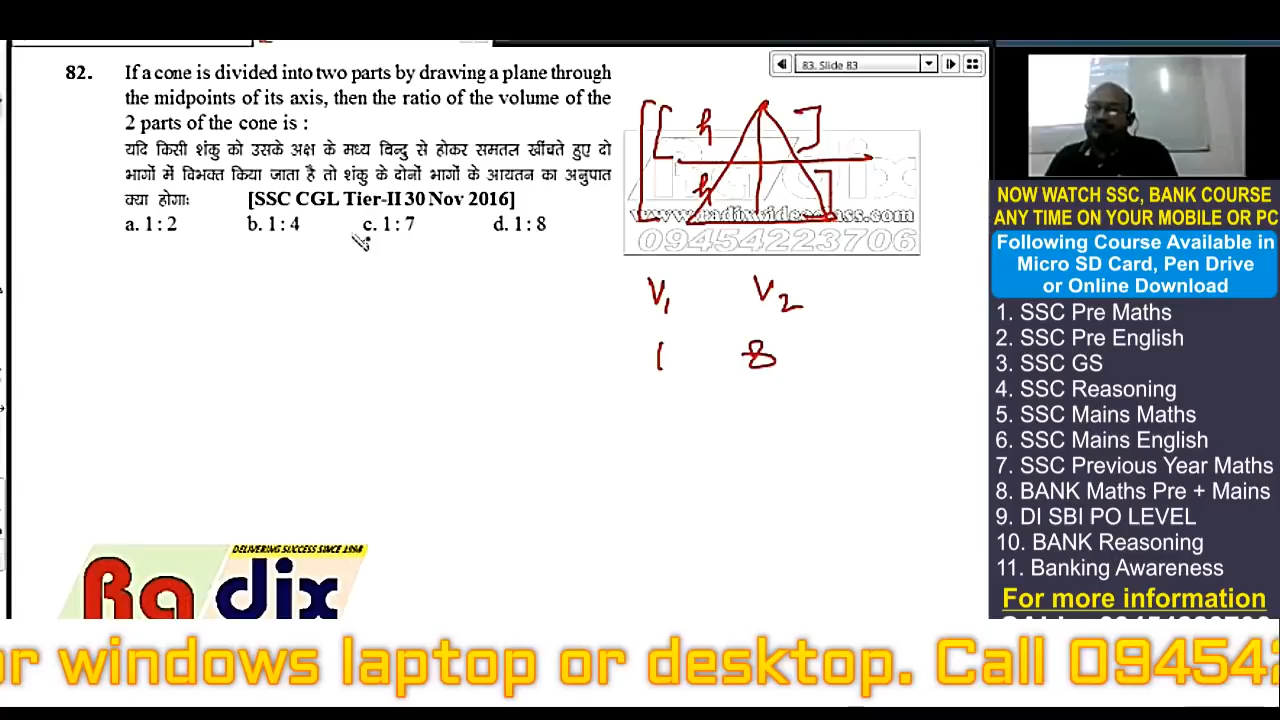 82. If a cone is divided into two parts by drawing a plane through
the midpoints of its axis, then the ratio of the volume of the
2 parts of the cone is :
यदि किसी शंकु को उसके अक्ष के मध्य बिन्दु से होकर समतल खींचते हुए दो
भागों में विभक्त किया जाता है तो शंकु के दोनों भागों के आयतन का अनुपात
क्या होगाः [SSC CGL Tier-II 30 Nov 2016]
a. 1 : 2 b. 1 : 4 c. 1 : 7 d. 1 : 8
83. Slide 83
h
h
www.radixwideclass.com
09454223706
V1 V2
1 8
DELIVERING SUCCESS SINCE 1998
Radix
NOW WATCH SSC, BANK COURSE
ANY TIME ON YOUR MOBILE OR PC
Following Course Available in
Micro SD Card, Pen Drive
or Online Download
1. SSC Pre Maths
2. SSC Pre English
3. SSC GS
4. SSC Reasoning
5. SSC Mains Maths
6. SSC Mains English
7. SSC Previous Year Maths
8. BANK Maths Pre + Mains
9. DI SBI PO LEVEL
10. BANK Reasoning
11. Banking Awareness
For more information
or windows laptop or desktop. Call 09454